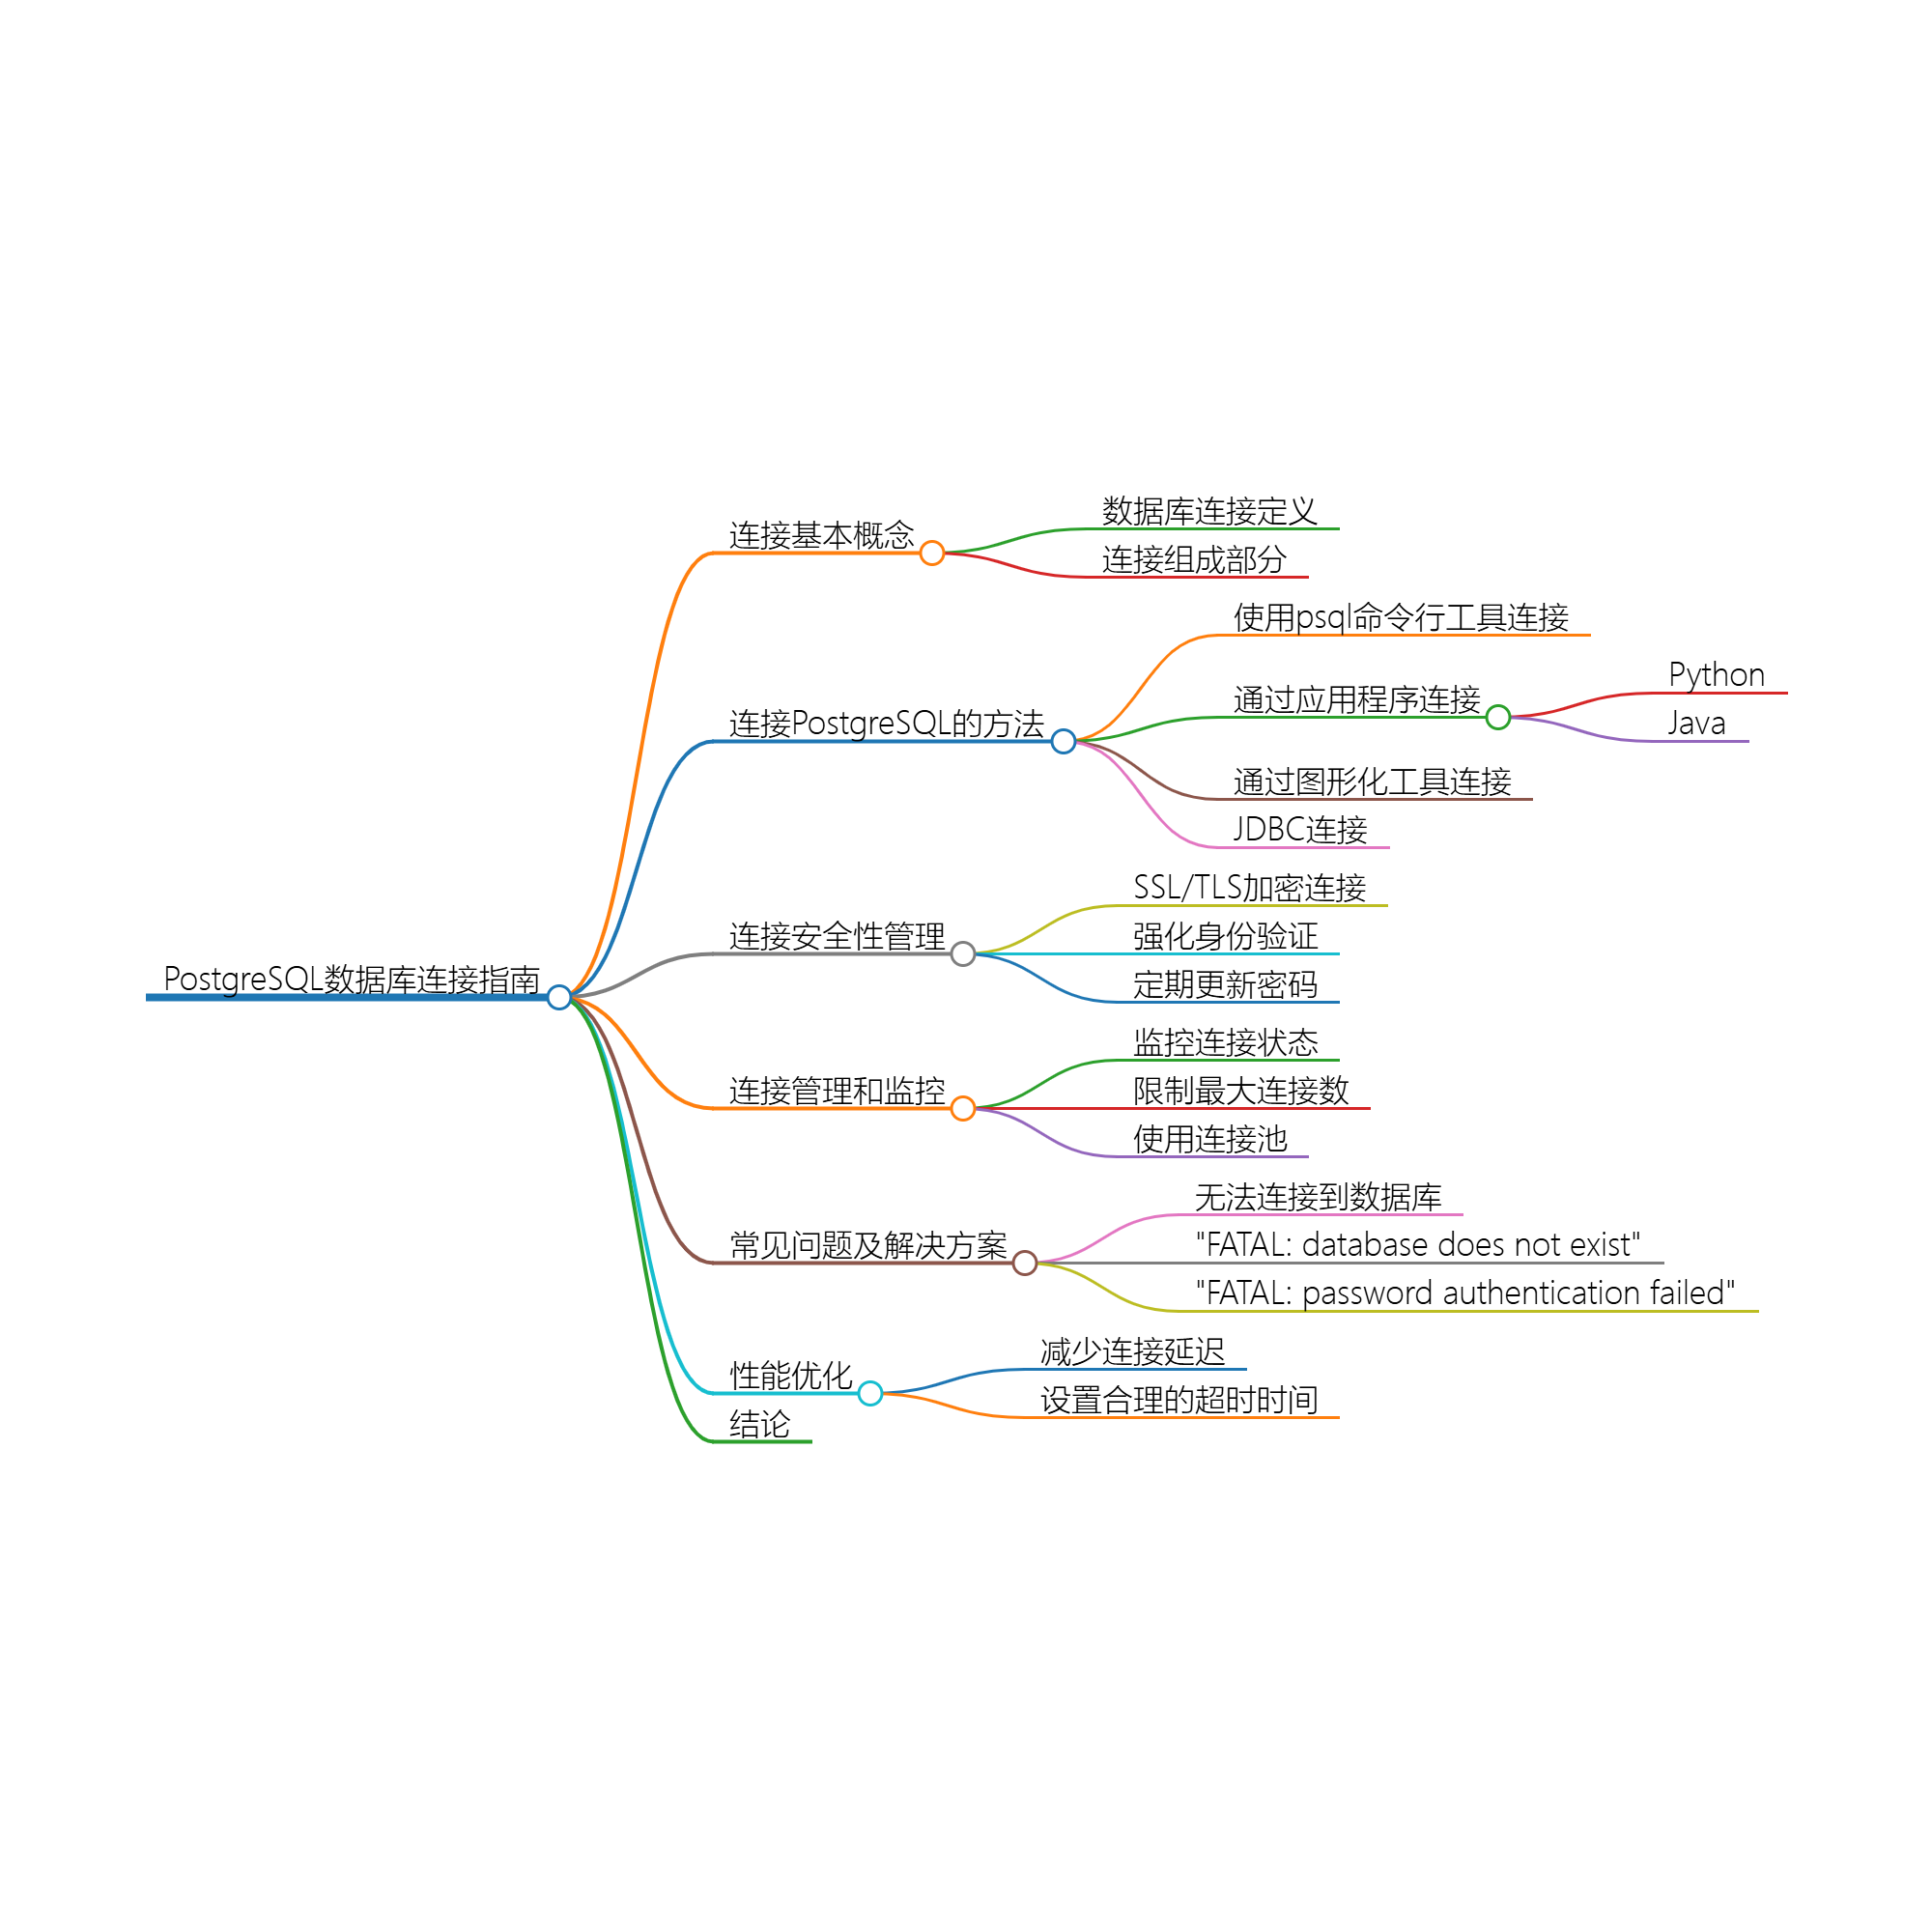 PostgreSQL数据库连接指南
连接基本概念
数据库连接定义
连接组成部分
连接PostgreSQL的方法
使用psql命令行工具连接
通过应用程序连接
Python
Java
通过图形化工具连接
JDBC连接
连接安全性管理
SSL/TLS加密连接
强化身份验证
定期更新密码
连接管理和监控
监控连接状态
限制最大连接数
使用连接池
常见问题及解决方案
无法连接到数据库
"FATAL: database does not exist"
"FATAL: password authentication failed"
性能优化
减少连接延迟
设置合理的超时时间
结论